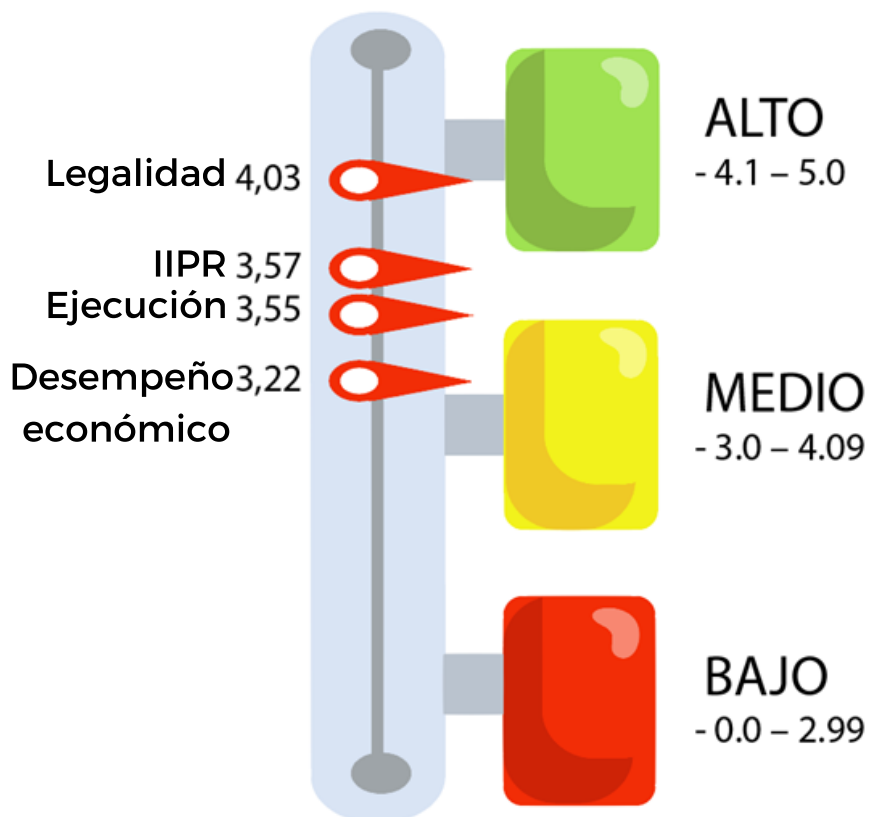 ALTO
- 4.1 – 5.0
Legalidad 4,03
IIPR 3,57
Ejecución 3,55
Desempeño 3,22
económico
MEDIO
- 3.0 – 4.09
BAJO
- 0.0 – 2.99